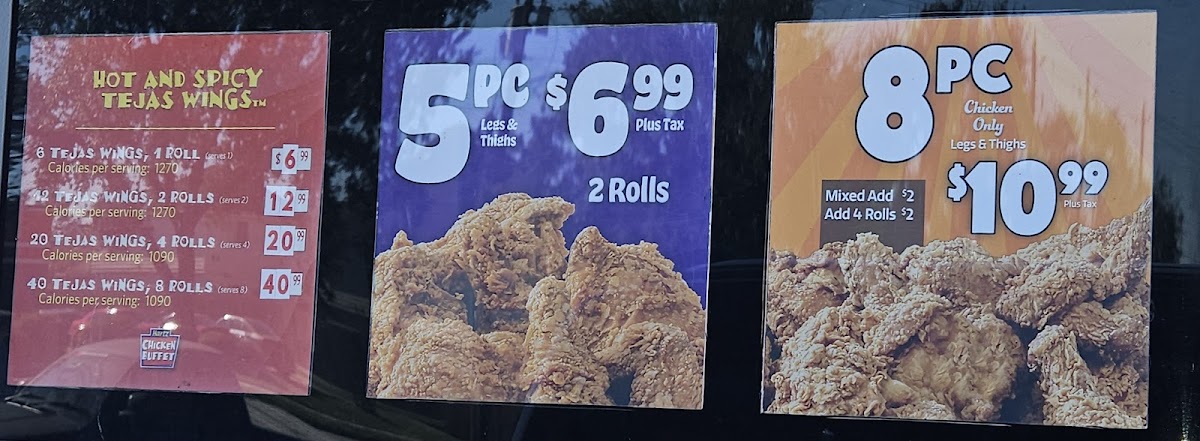 HOT AND SPICY
TEJAS WINGS™
6 TEJAS WINGS, 1 ROLL (serves 1) $6.99
Calories per serving: 1270
12 TEJAS WINGS, 2 ROLLS (serves 2) 12.99
Calories per serving: 1270
20 TEJAS WINGS, 4 ROLLS (serves 4) 20.99
Calories per serving: 1090
40 TEJAS WINGS, 8 ROLLS (serves 8) 40.99
Calories per serving: 1090
Hartz
CHICKEN
BUFFET
5 PC $6 99
Legs &
Thighs
Plus Tax
2 Rolls
8 PC
Chicken
Only
Legs & Thighs
$10 99
Plus Tax
Mixed Add $2
Add 4 Rolls $2